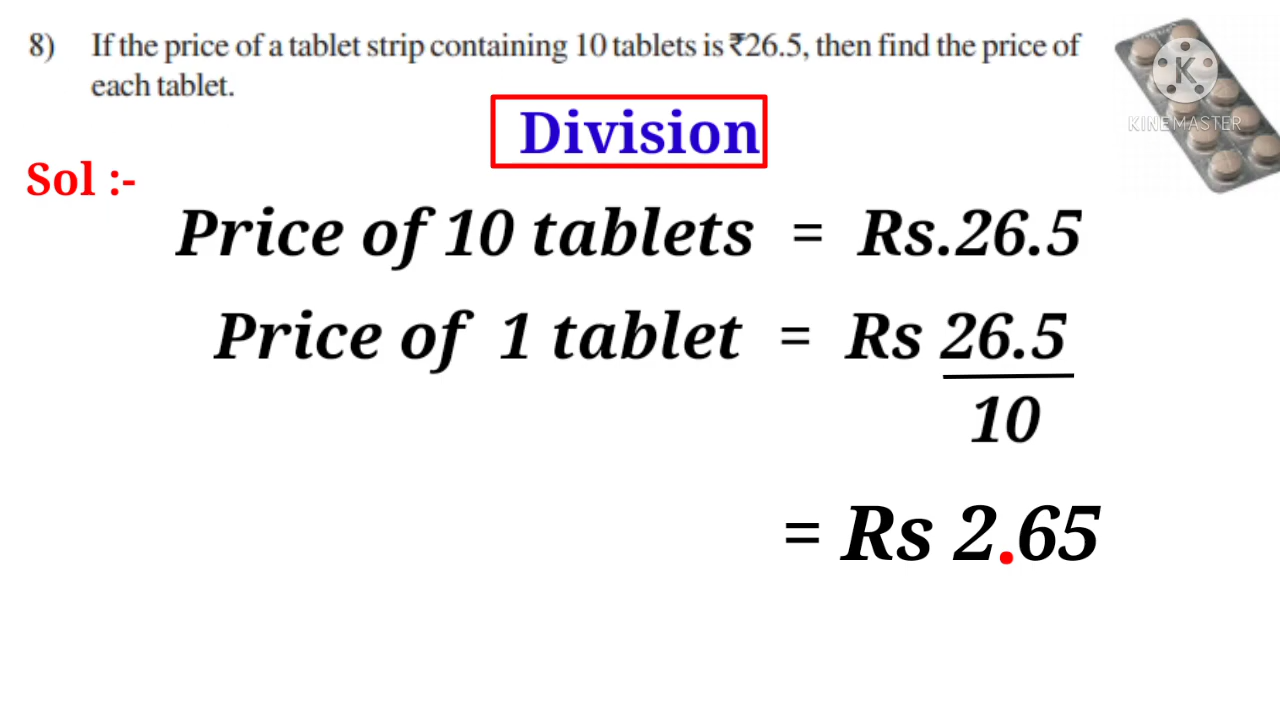 8) If the price of a tablet strip containing 10 tablets is ₹26.5, then find the price of
each tablet.
K
KINEMASTER
Division
Sol :-
Price of 10 tablets = Rs.26.5
Price of 1 tablet = Rs 26.5
10
= Rs 2.65